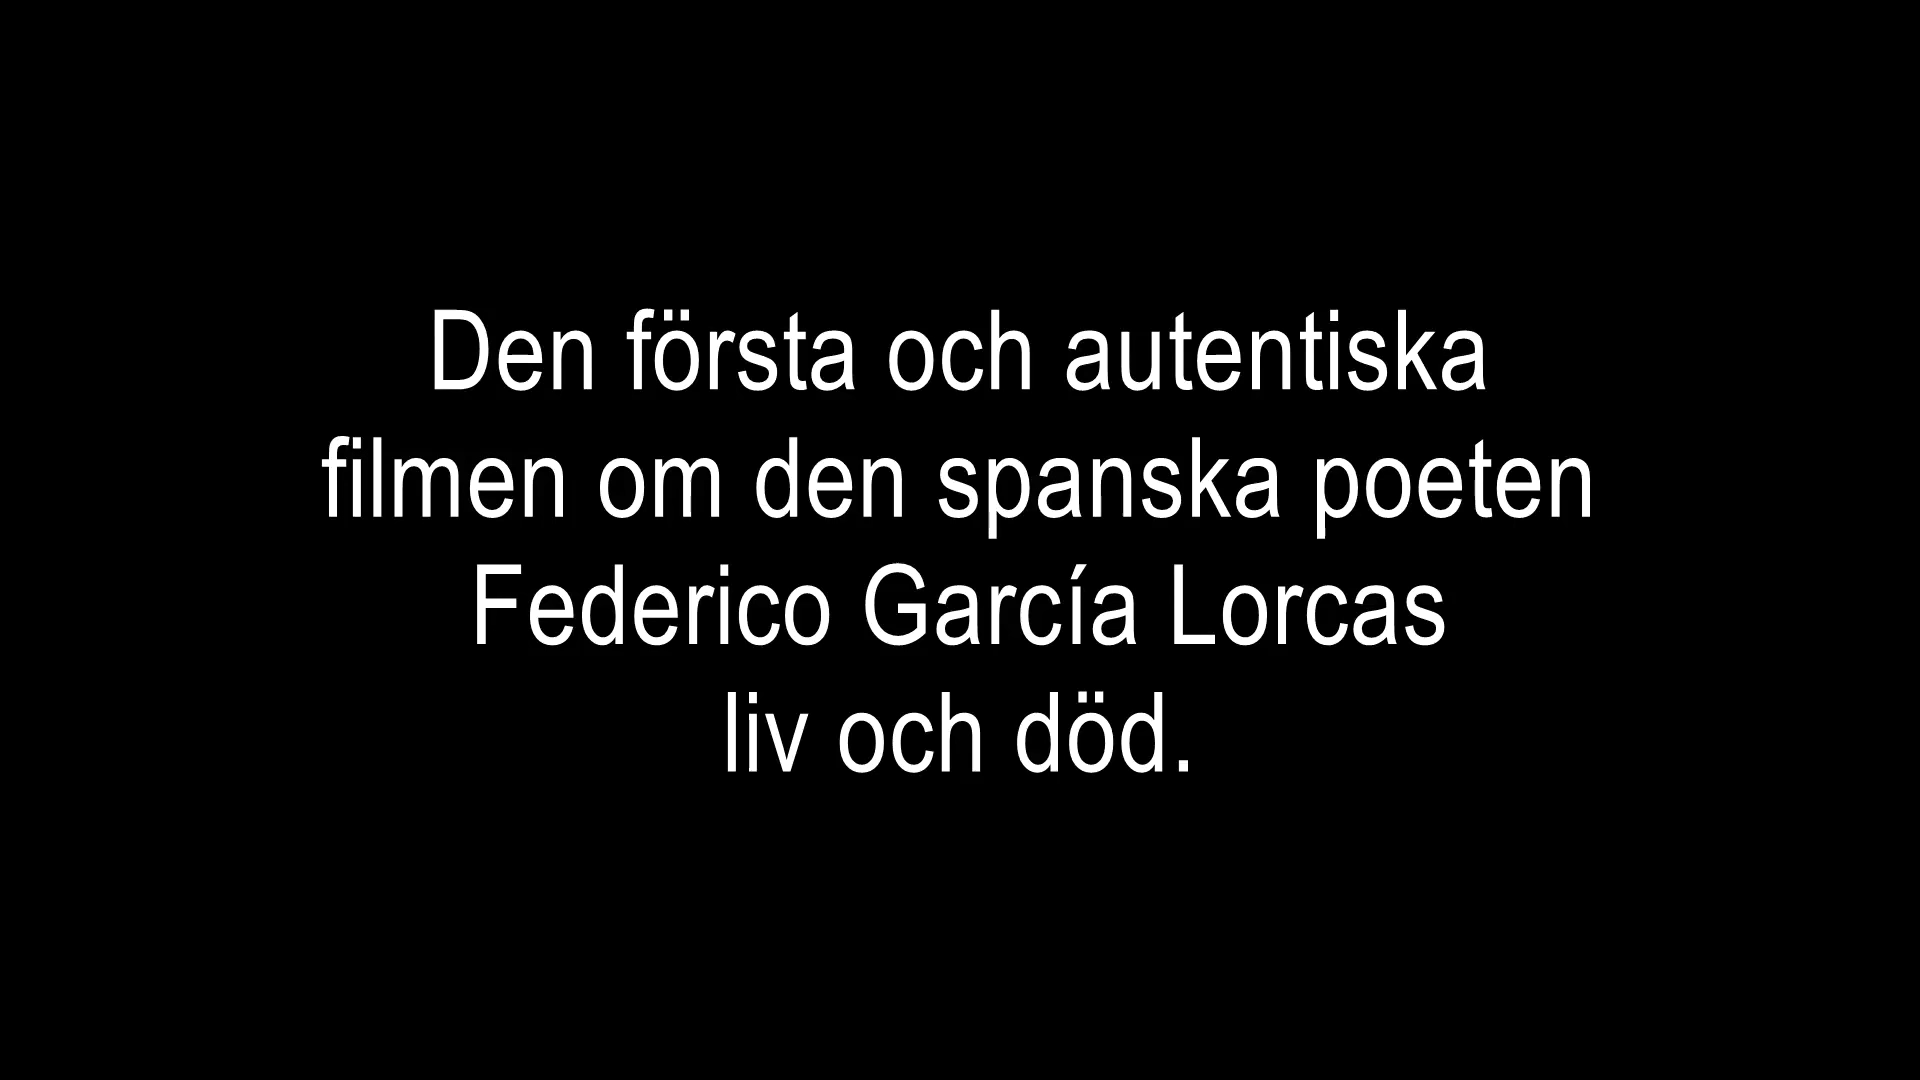 Den första och autentiska
filmen om den spanska poeten
Federico García Lorcas
liv och död.